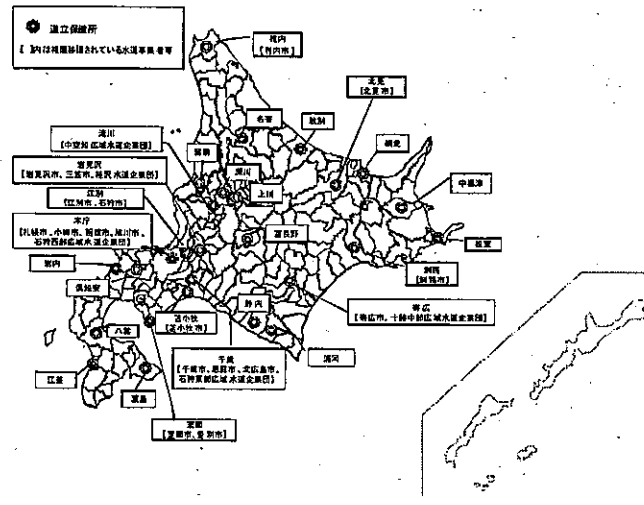 道立保健所
[ ]内は権限移譲されている水道事業者等
稚内
[稚内市]
北見
[北見市]
名寄
紋別
網走
滝川
[中空知広域水道企業団]
留萌
深川
中標津
岩見沢
[岩見沢市、三笠市、桂沢水道企業団]
上川
江別
[江別市、石狩市]
本庁
[札幌市、小樽市、函館市、旭川市、
石狩西部広域水道企業団]
富良野
根室
岩内
釧路
[釧路市]
倶知安
帯広
[帯広市、十勝中部広域水道企業団]
静内
苫小牧
[苫小牧市]
八雲
浦河
千歳
[千歳市、恵庭市、北広島市、
石狩東部広域水道企業団]
江差
渡島
室蘭
[室蘭市、登別市]